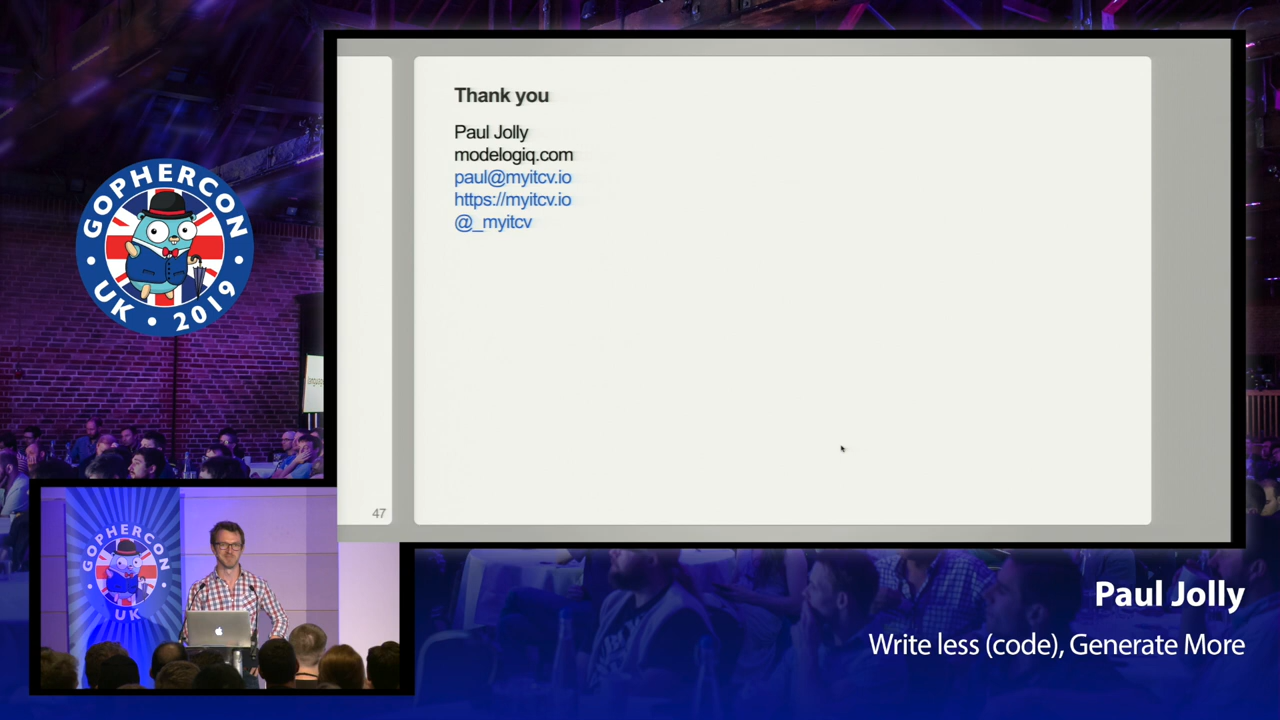 Thank you
Paul Jolly
modelogiq.com
paul@myitcv.io
https://myitcv.io
@_myitcv
47
GOPHERCON
UK • 2019
GOPHERCON
UK
Paul Jolly
Write less (code), Generate More